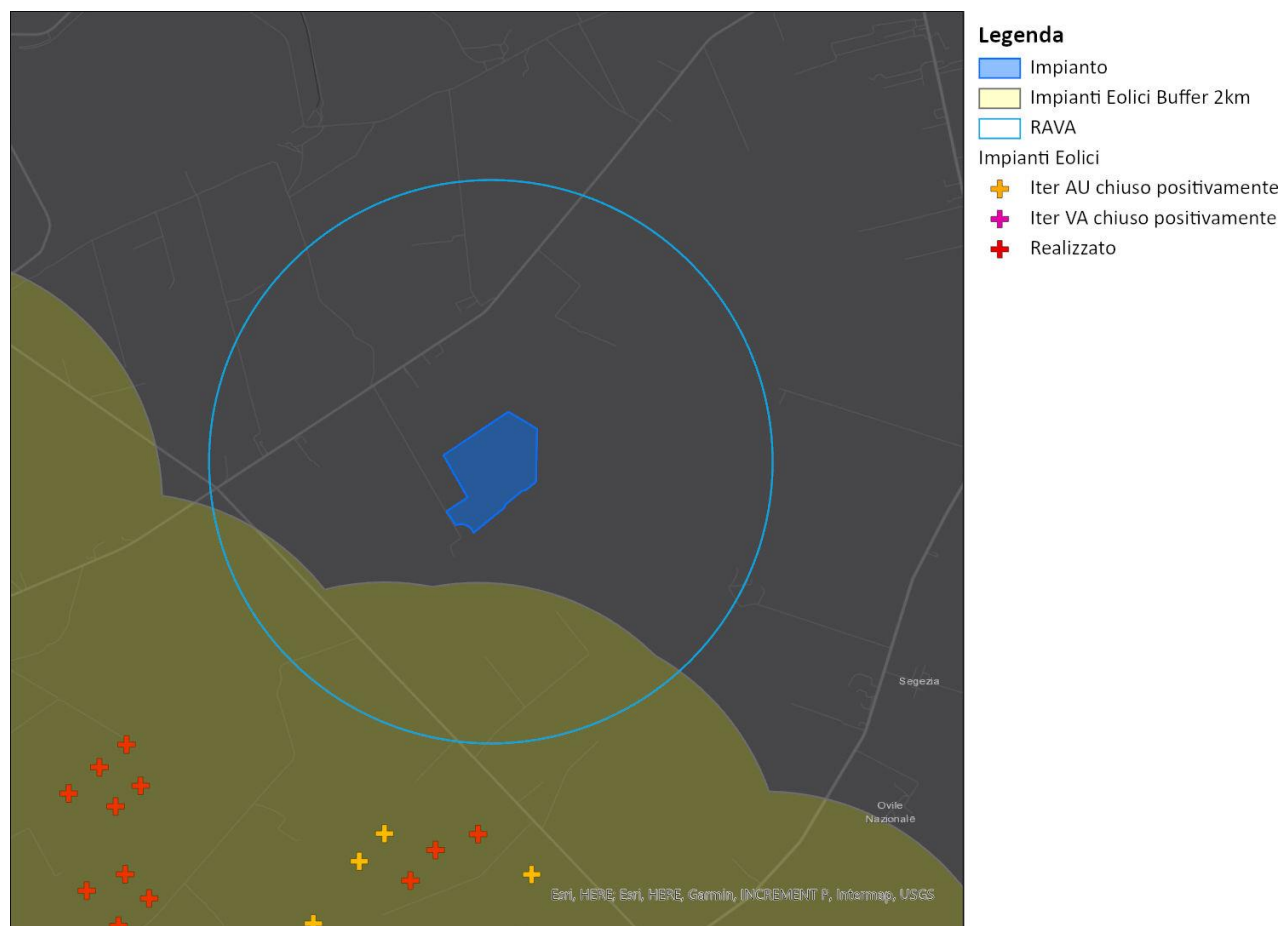 Legenda
Impianto
Impianti Eolici Buffer 2km
RAVA
Impianti Eolici
Iter AU chiuso positivamente
Iter VA chiuso positivamente
Realizzato
Segezia
Ovile
Nazionale
Esri, HERE; Esri, HERE, Garmin, INCREMENT P, Intermap, USGS